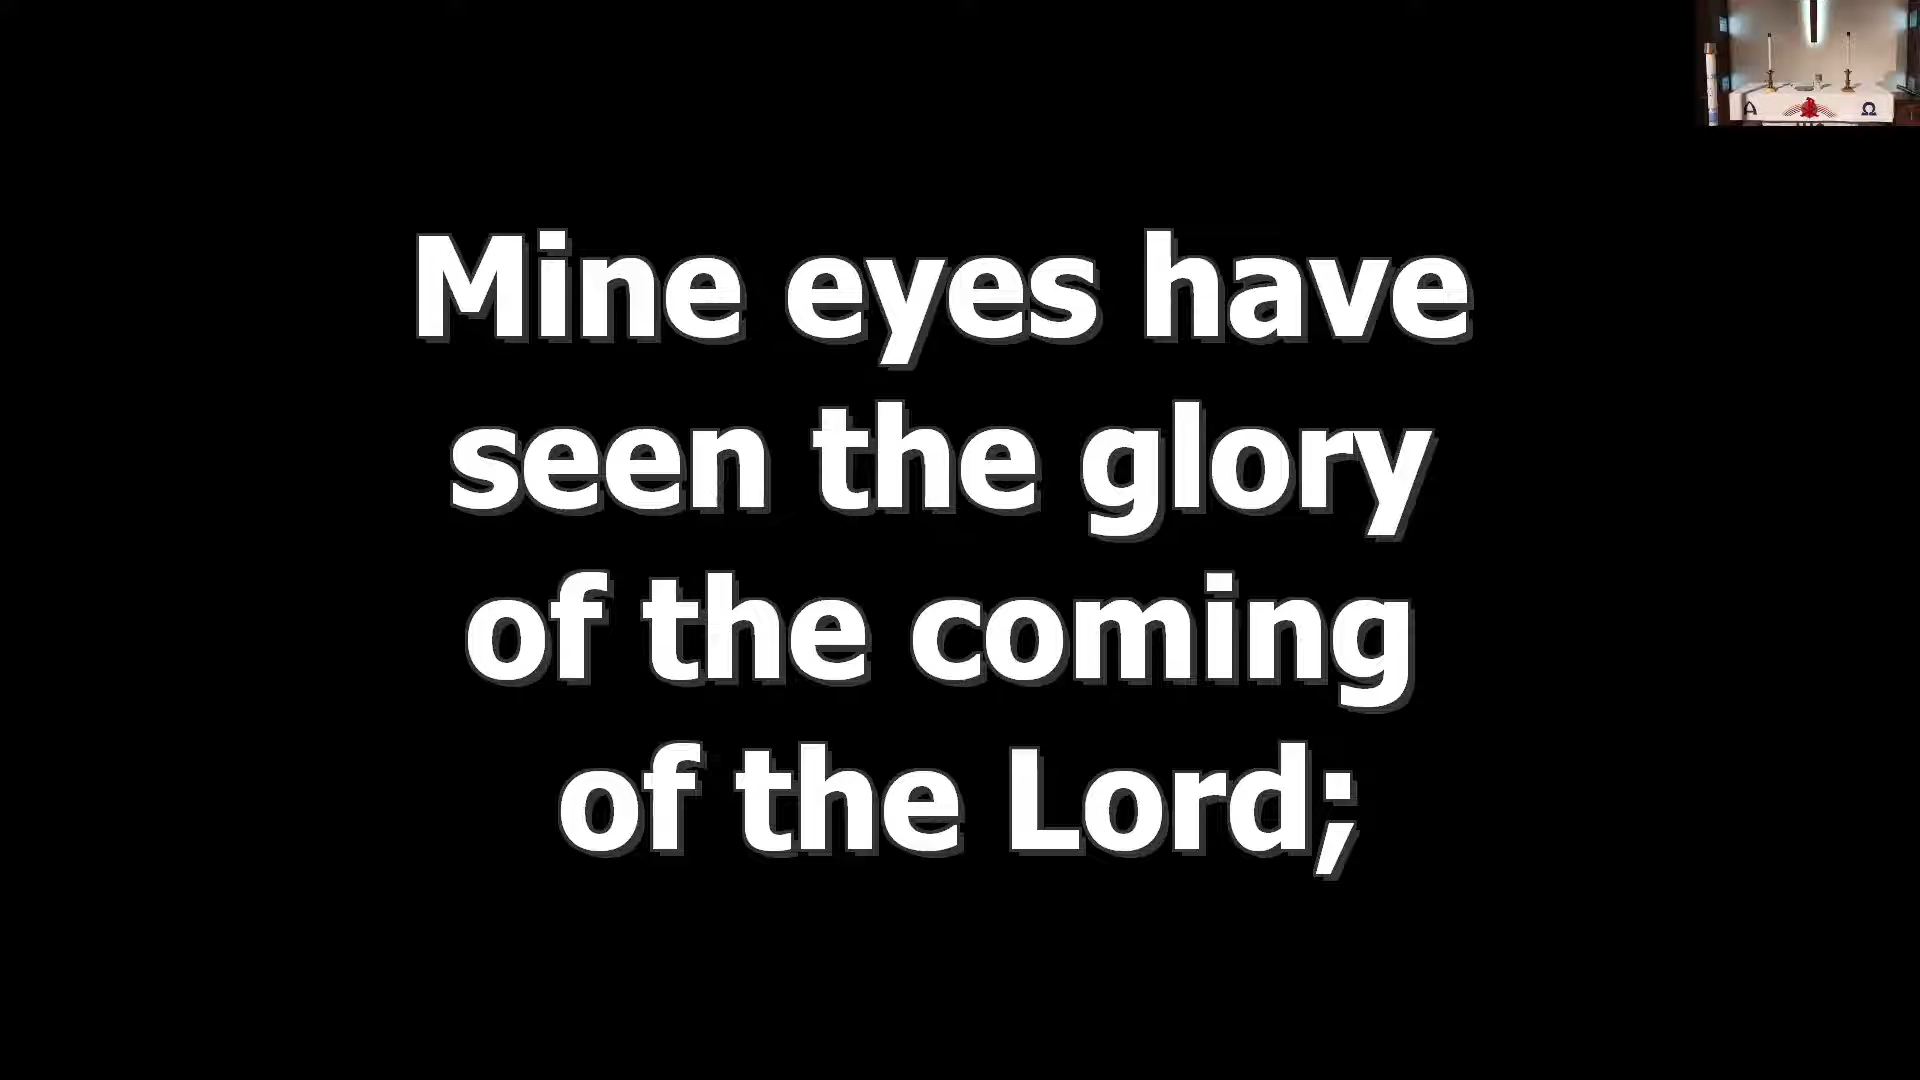 Mine eyes have
seen the glory
of the coming
of the Lord;
Α
Ω